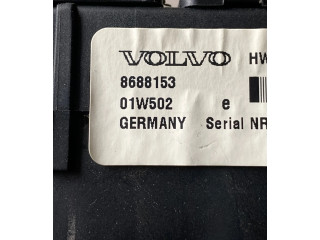 VOLVO HW
8688153
01W502 e
GERMANY Serial NR